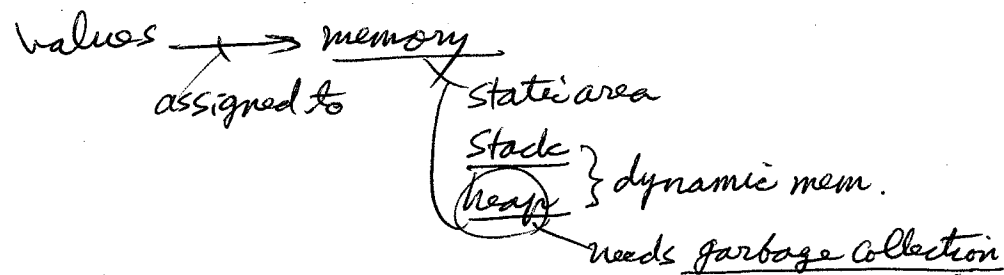 values → memory
assigned to
static area
Stack
heap } dynamic mem.
needs garbage collection